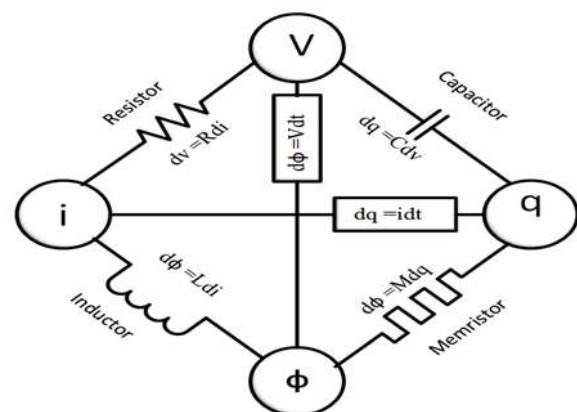 V
Resistor
Capacitor
dv=Rdi
dϕ=Vdt
dq=Cdv
i
dq=idt
q
dϕ=Ldi
dϕ=Mdq
Inductor
Memristor
ϕ